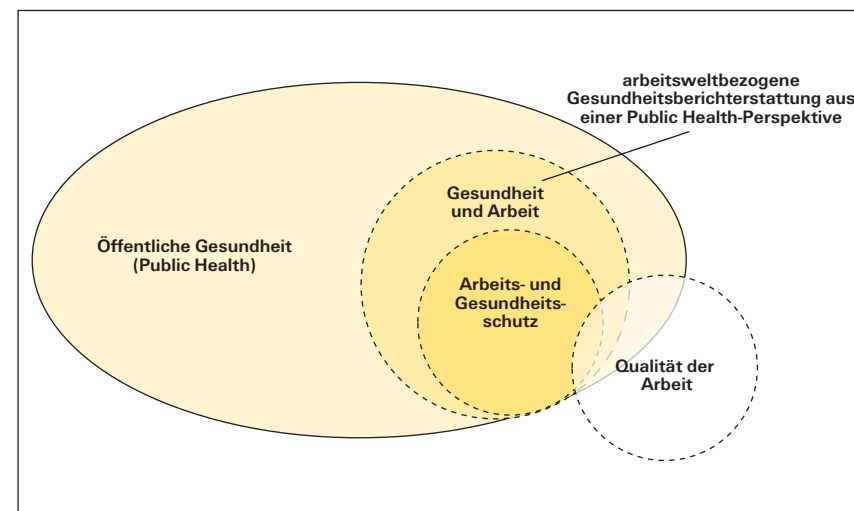 arbeitsweltbezogene
Gesundheitsberichterstattung aus
einer Public Health-Perspektive
Gesundheit
und Arbeit
Öffentliche Gesundheit
(Public Health)
Arbeits- und
Gesundheits-
schutz
Qualität der
Arbeit